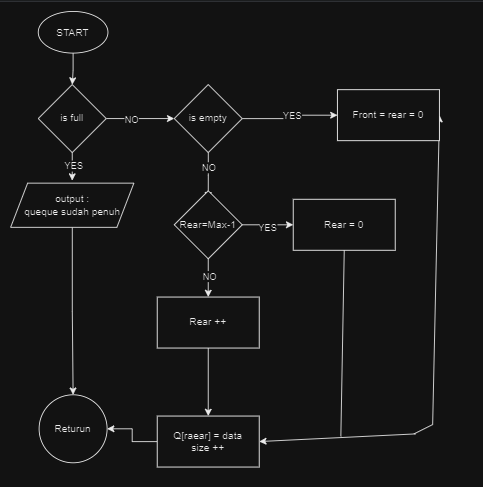 START
is full
NO
is empty
YES
Front = rear = 0
YES
NO
output :
queque sudah penuh
Rear=Max-1
YES
Rear = 0
NO
Rear ++
Returun
Q[raear] = data
size ++